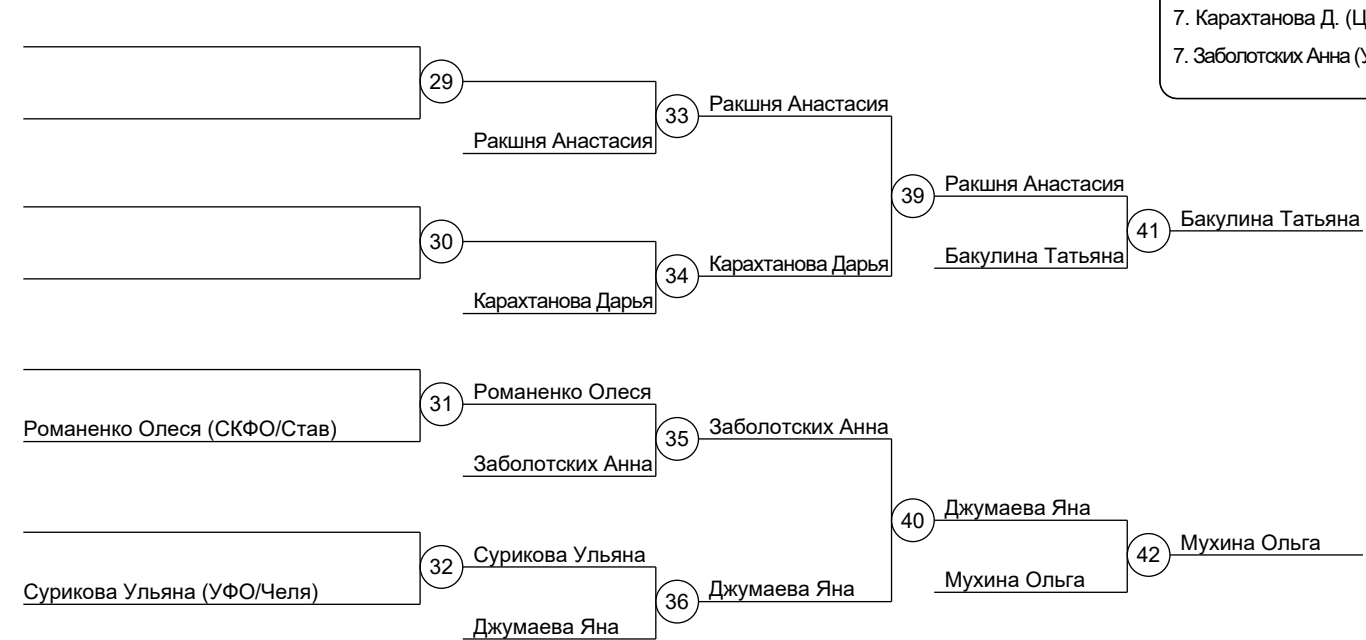 7. Карахтанова Д. (Ц
7. Заболотских Анна (У
29
33
Ракшня Анастасия
Ракшня Анастасия
39
Ракшня Анастасия
30
41
Бакулина Татьяна
34
Карахтанова Дарья
Бакулина Татьяна
Карахтанова Дарья
31
Романенко Олеся
Романенко Олеся (СКФО/Став)
35
Заболотских Анна
Заболотских Анна
40
Джумаева Яна
32
Сурикова Ульяна
42
Мухина Ольга
Сурикова Ульяна (УФО/Челя)
36
Джумаева Яна
Мухина Ольга
Джумаева Яна